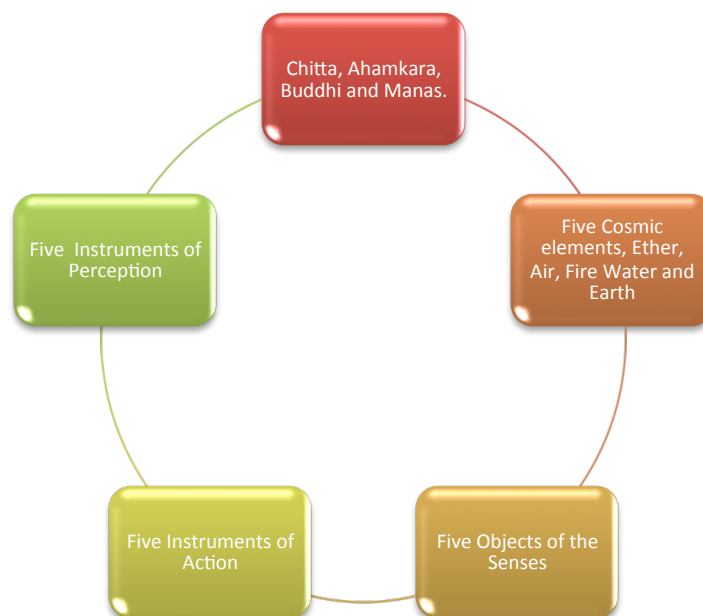 Chitta, Ahamkara,
Buddhi and Manas.
Five Cosmic
elements, Ether,
Air, Fire Water and
Earth
Five Objects of the
Senses
Five Instruments of
Action
Five  Instruments of
Perception